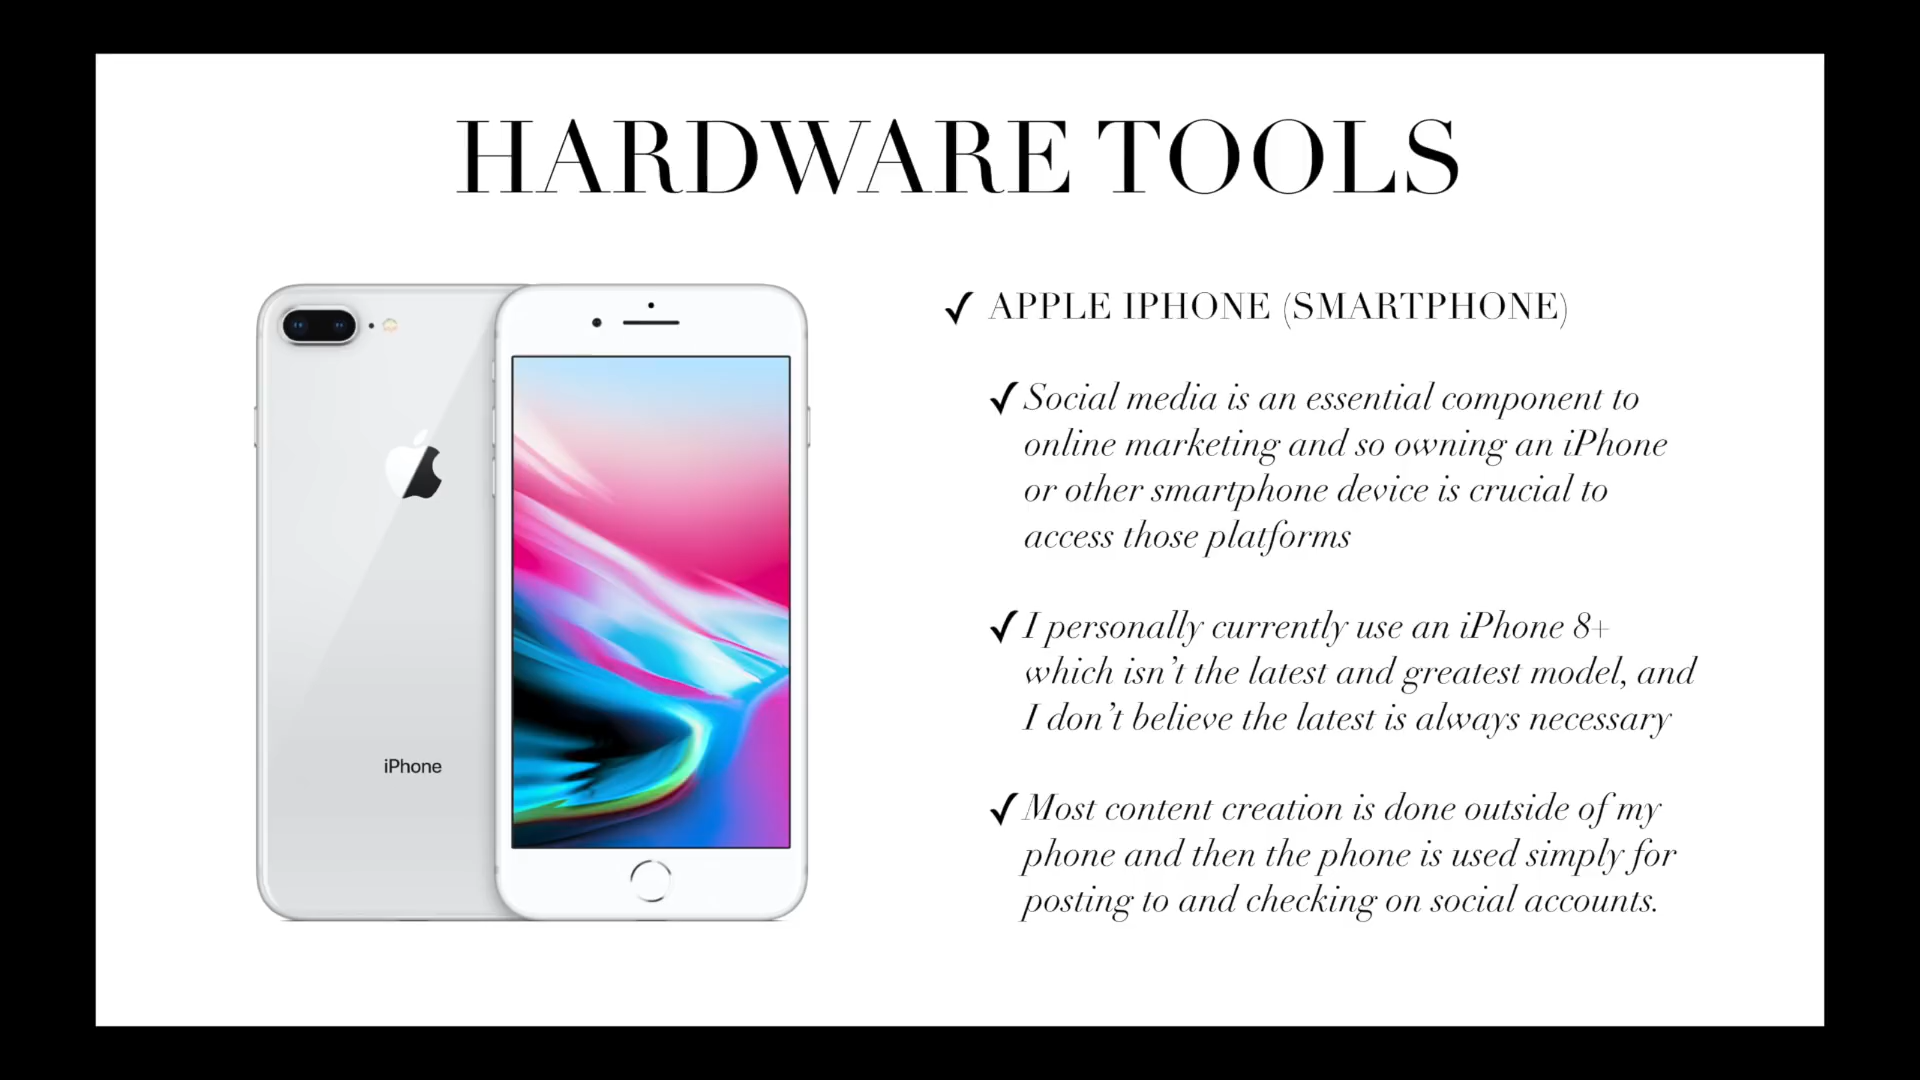 HARDWARE TOOLS
✓ APPLE IPHONE (SMARTPHONE)
✓ Social media is an essential component to
online marketing and so owning an iPhone
or other smartphone device is crucial to
access those platforms
✓ I personally currently use an iPhone 8+
which isn’t the latest and greatest model, and
I don’t believe the latest is always necessary
✓ Most content creation is done outside of my
phone and then the phone is used simply for
posting to and checking on social accounts.
iPhone